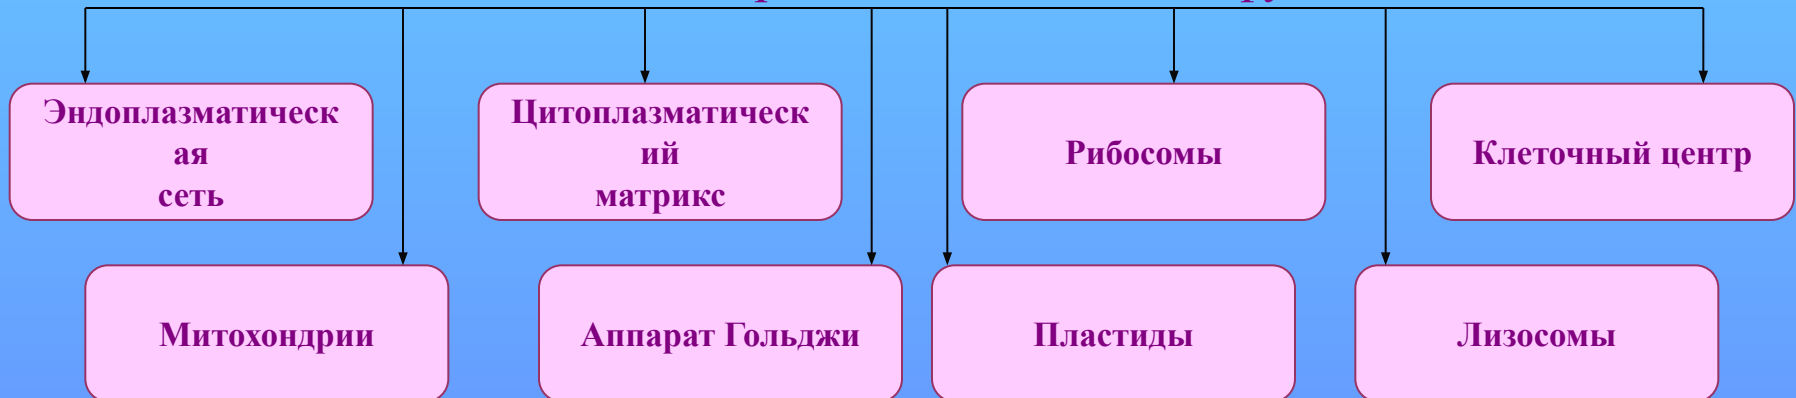 Эндоплазматическ
ая
сеть
Цитоплазматическ
ий
матрикс
Рибосомы
Клеточный центр
Митохондрии
Аппарат Гольджи
Пластиды
Лизосомы